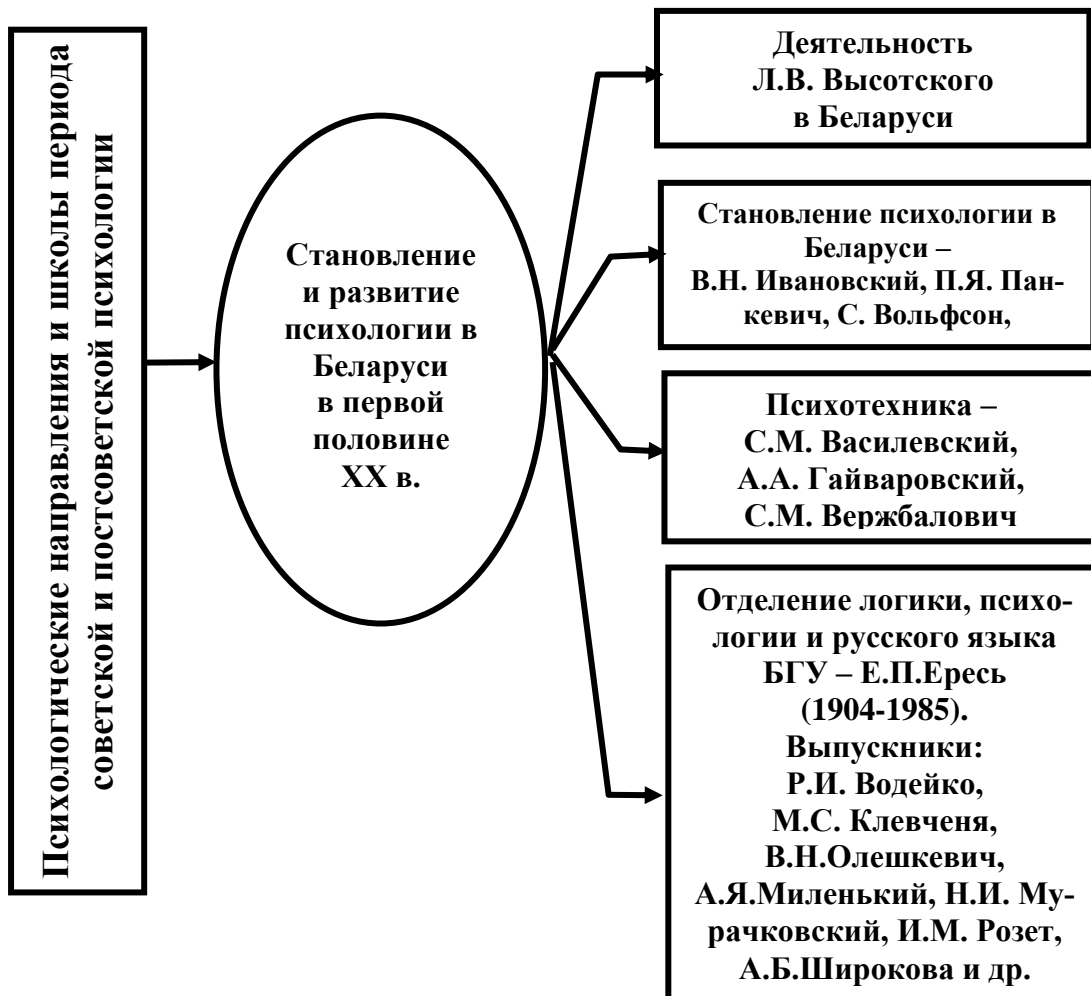 Психологические направления и школы периода
советской и постсоветской психологии
Становление
и развитие
психологии в
Беларуси
в первой
половине
XX в.
Деятельность
Л.В. Высотского
в Беларуси
Становление психологии в
Беларуси –
В.Н. Ивановский, П.Я. Пан-
кевич, С. Вольфсон,
Психотехника –
С.М. Василевский,
А.А. Гайваровский,
С.М. Вержбалович
Отделение логики, психо-
логии и русского языка
БГУ – Е.П.Ересь
(1904-1985).
Выпускники:
Р.И. Водейко,
М.С. Клевченя,
В.Н.Олешкевич,
А.Я.Миленький, Н.И. Му-
рачковский, И.М. Розет,
А.Б.Широкова и др.